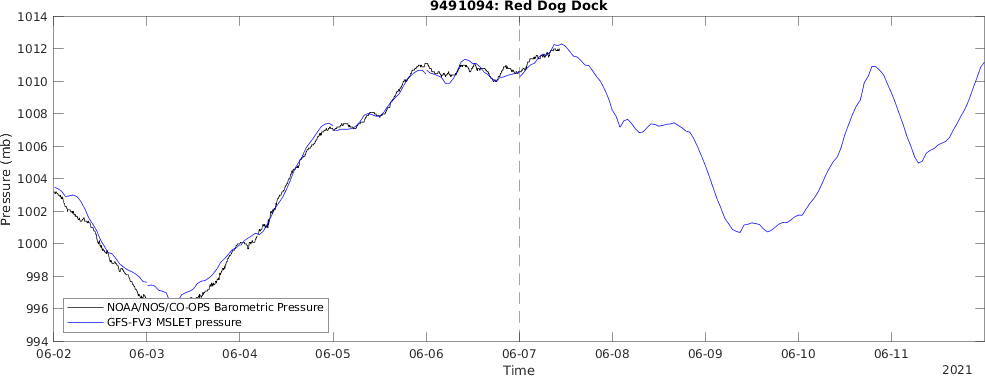 9491094: Red Dog Dock
1014
1012
1010
1008
1006
1004
1002
1000
998
996
994
Pressure (mb)
NOAA/NOS/CO-OPS Barometric Pressure
GFS-FV3 MSLET pressure
06-02 06-03 06-04 06-05 06-06 06-07 06-08 06-09 06-10 06-11
Time
2021